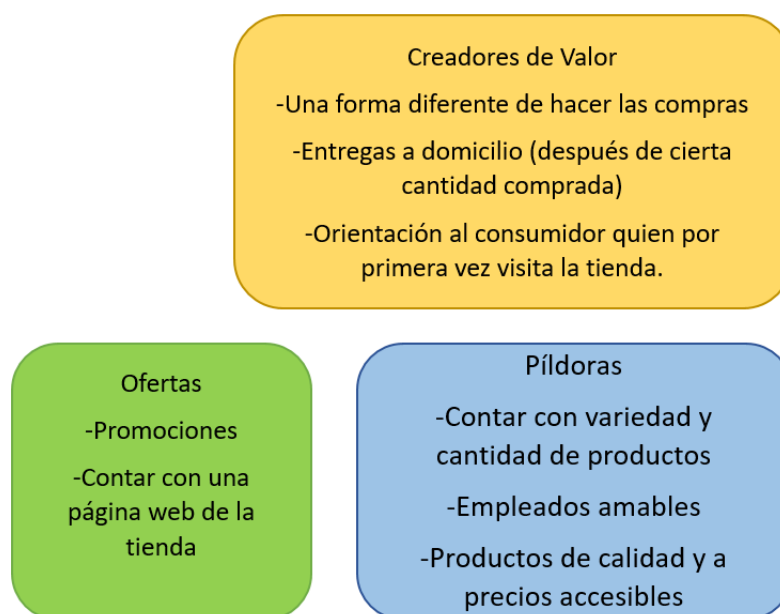 Creadores de Valor
-Una forma diferente de hacer las compras
-Entregas a domicilio (después de cierta
cantidad comprada)
-Orientación al consumidor quien por
primera vez visita la tienda.
Ofertas
-Promociones
-Contar con una
página web de la
tienda
Píldoras
-Contar con variedad y
cantidad de productos
-Empleados amables
-Productos de calidad y a
precios accesibles